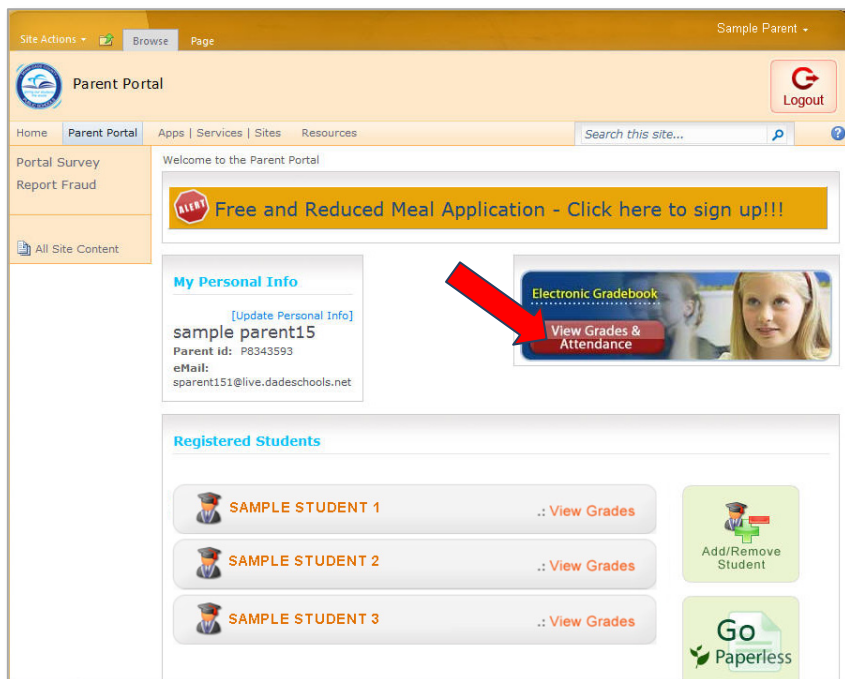 Sample Parent
Site Actions
Browse
Page
Parent Portal
Logout
Home
Parent Portal
Apps | Services | Sites
Resources
Search this site...
?
Portal Survey
Report Fraud
All Site Content
Welcome to the Parent Portal
ALERT
Free and Reduced Meal Application - Click here to sign up!!!
My Personal Info
[Update Personal Info]
sample parent15
Parent id: P8343593
eMail:
sparent151@live.dadeschools.net
Electronic Gradebook
View Grades &
Attendance
Registered Students
SAMPLE STUDENT 1
.: View Grades
SAMPLE STUDENT 2
.: View Grades
SAMPLE STUDENT 3
.: View Grades
Add/Remove
Student
Go
Paperless